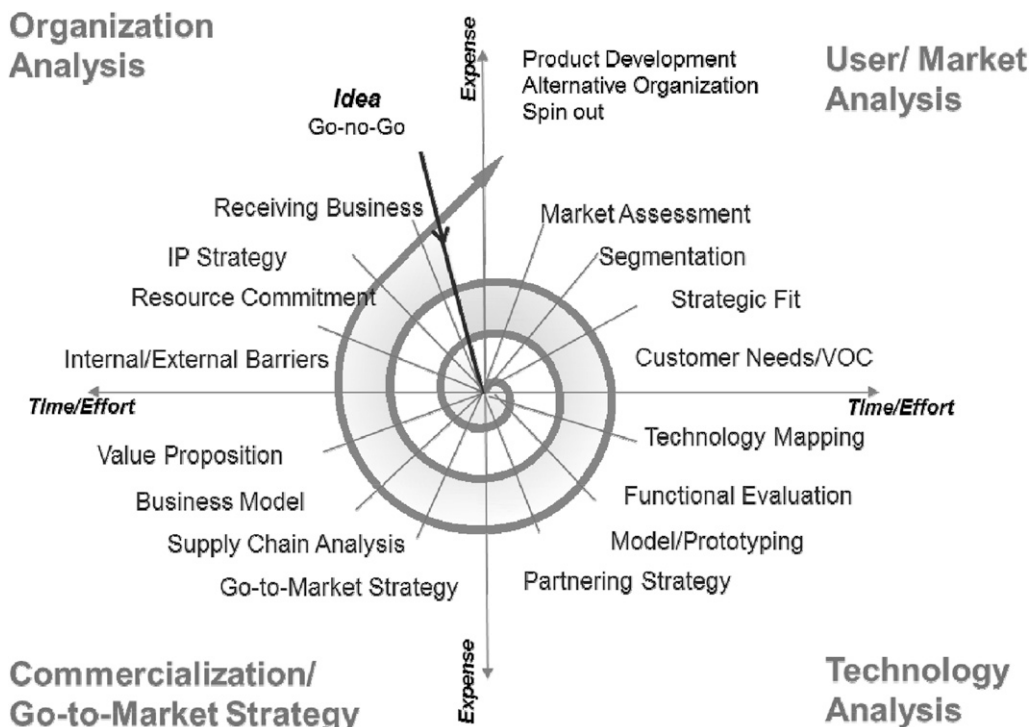 Organization
Analysis
Expense
Product Development
Alternative Organization
Spin out
User/ Market
Analysis
Idea
Go-no-Go
Receiving Business
Market Assessment
IP Strategy
Segmentation
Resource Commitment
Strategic Fit
Internal/External Barriers
Customer Needs/VOC
Time/Effort
Time/Effort
Value Proposition
Technology Mapping
Business Model
Functional Evaluation
Supply Chain Analysis
Model/Prototyping
Go-to-Market Strategy
Partnering Strategy
Expense
Commercialization/
Go-to-Market Strategy
Technology
Analysis